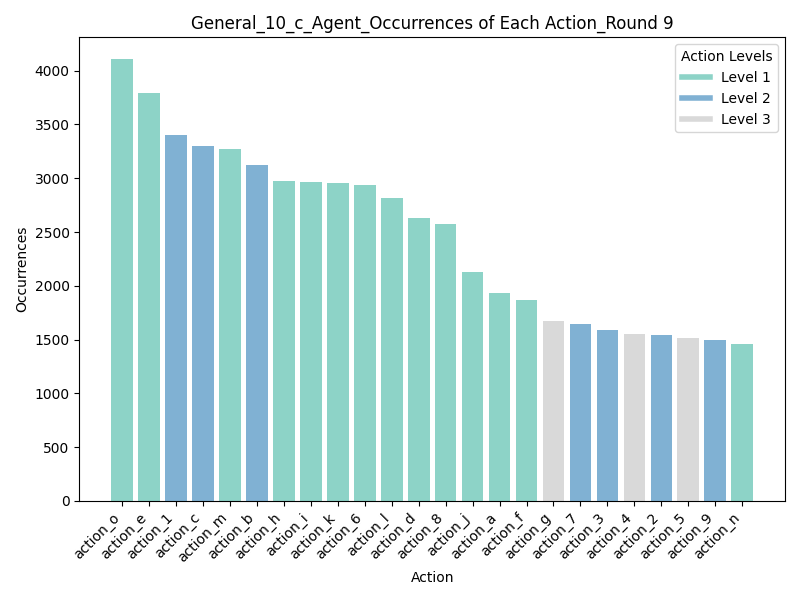 General_10_c_Agent_Occurrences of Each Action_Round 9
Action Levels
Level 1
Level 2
Level 3
Occurrences
4000
3500
3000
2500
2000
1500
1000
500
0
action_o
action_e
action_1
action_c
action_m
action_b
action_h
action_i
action_k
action_6
action_l
action_d
action_8
action_j
action_a
action_f
action_g
action_7
action_3
action_4
action_2
action_5
action_9
action_n
Action